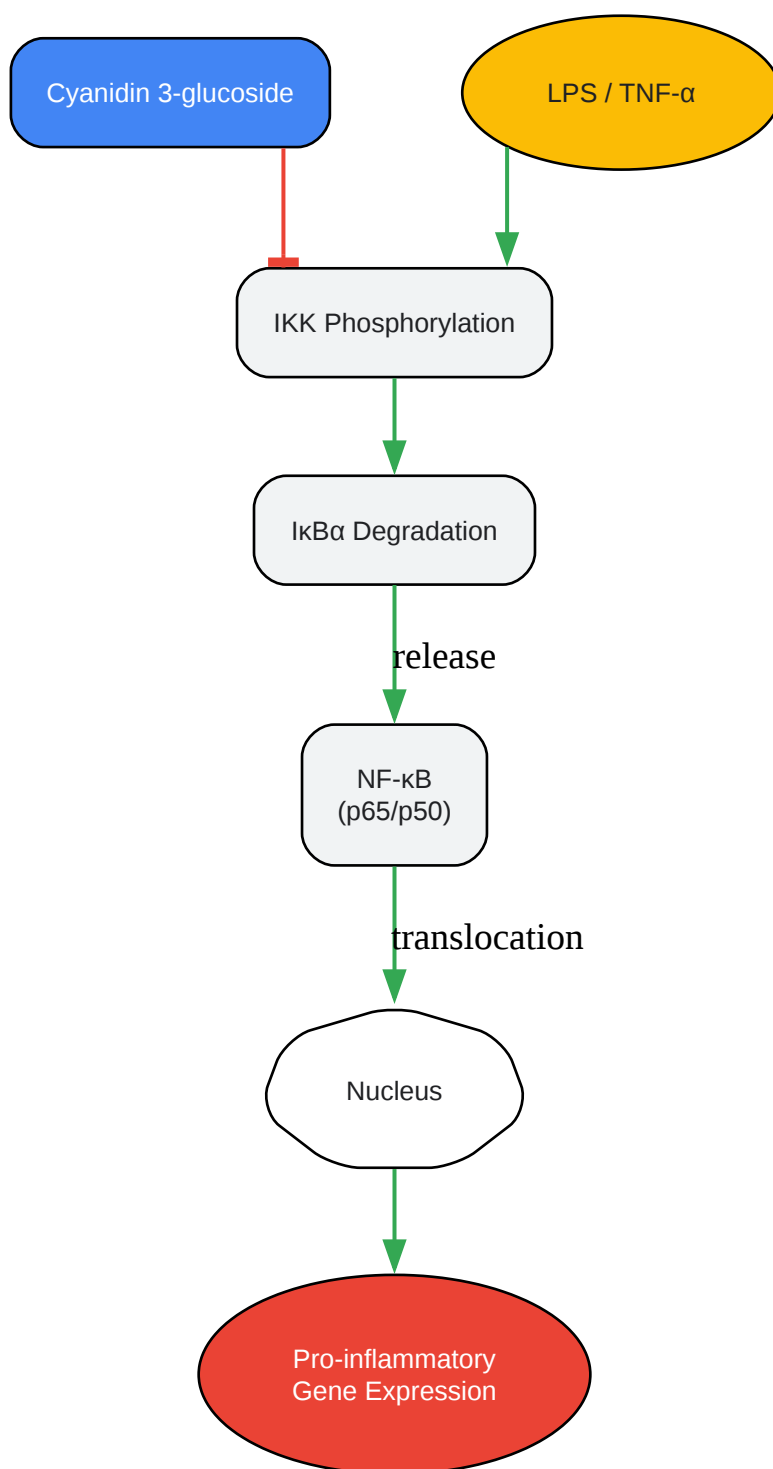 Cyanidin 3-glucoside
LPS / TNF-α
IKK Phosphorylation
IκBα Degradation
release
NF-κB
(p65/p50)
translocation
Nucleus
Pro-inflammatory
Gene Expression